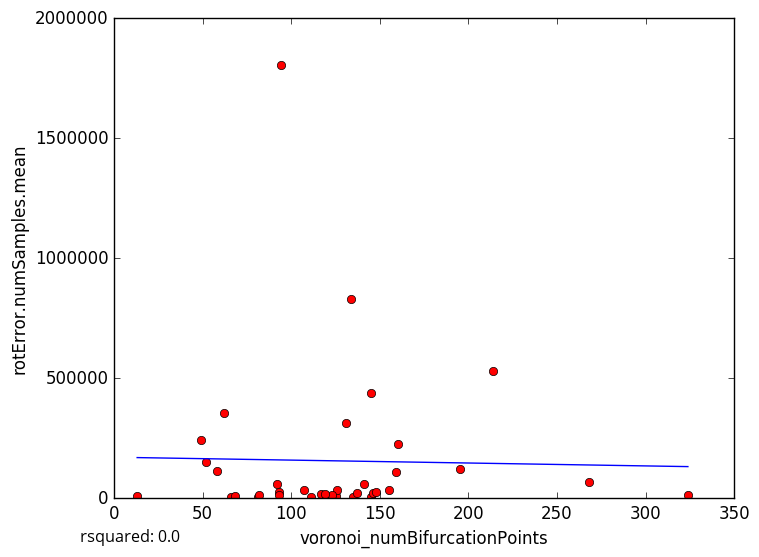 2000000
1500000
1000000
500000
0
rotError.numSamples.mean
0 50 100 150 200 250 300 350
voronoi_numBifurcationPoints
rsquared: 0.0